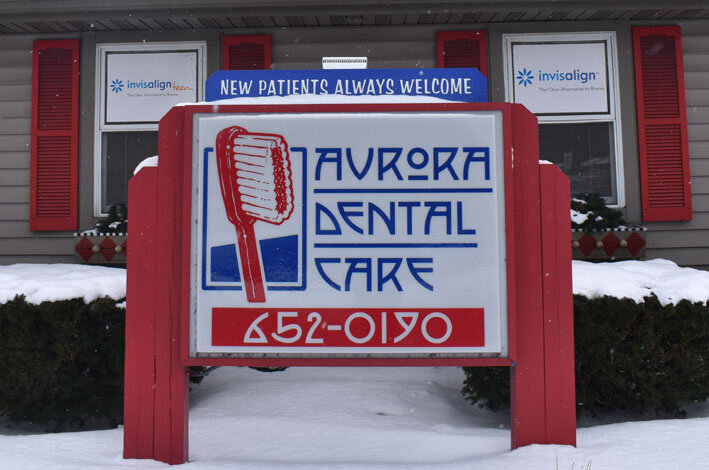 invisalign teen
The Clear Alternative to Braces
invisalign
The Clear Alternative to Braces
NEW PATIENTS ALWAYS WELCOME
AVRORA
DENTAL
CARE
652-0190